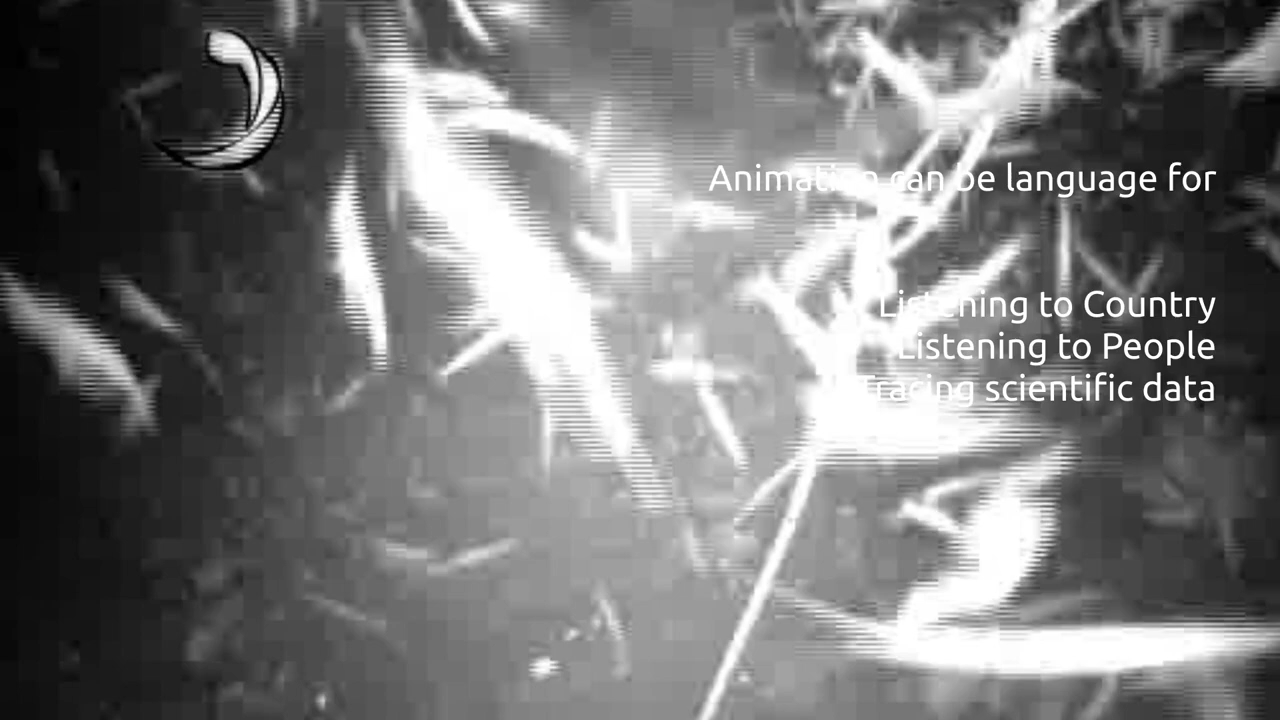 Animation can be language for
Listening to Country
Listening to People
Tracing scientific data